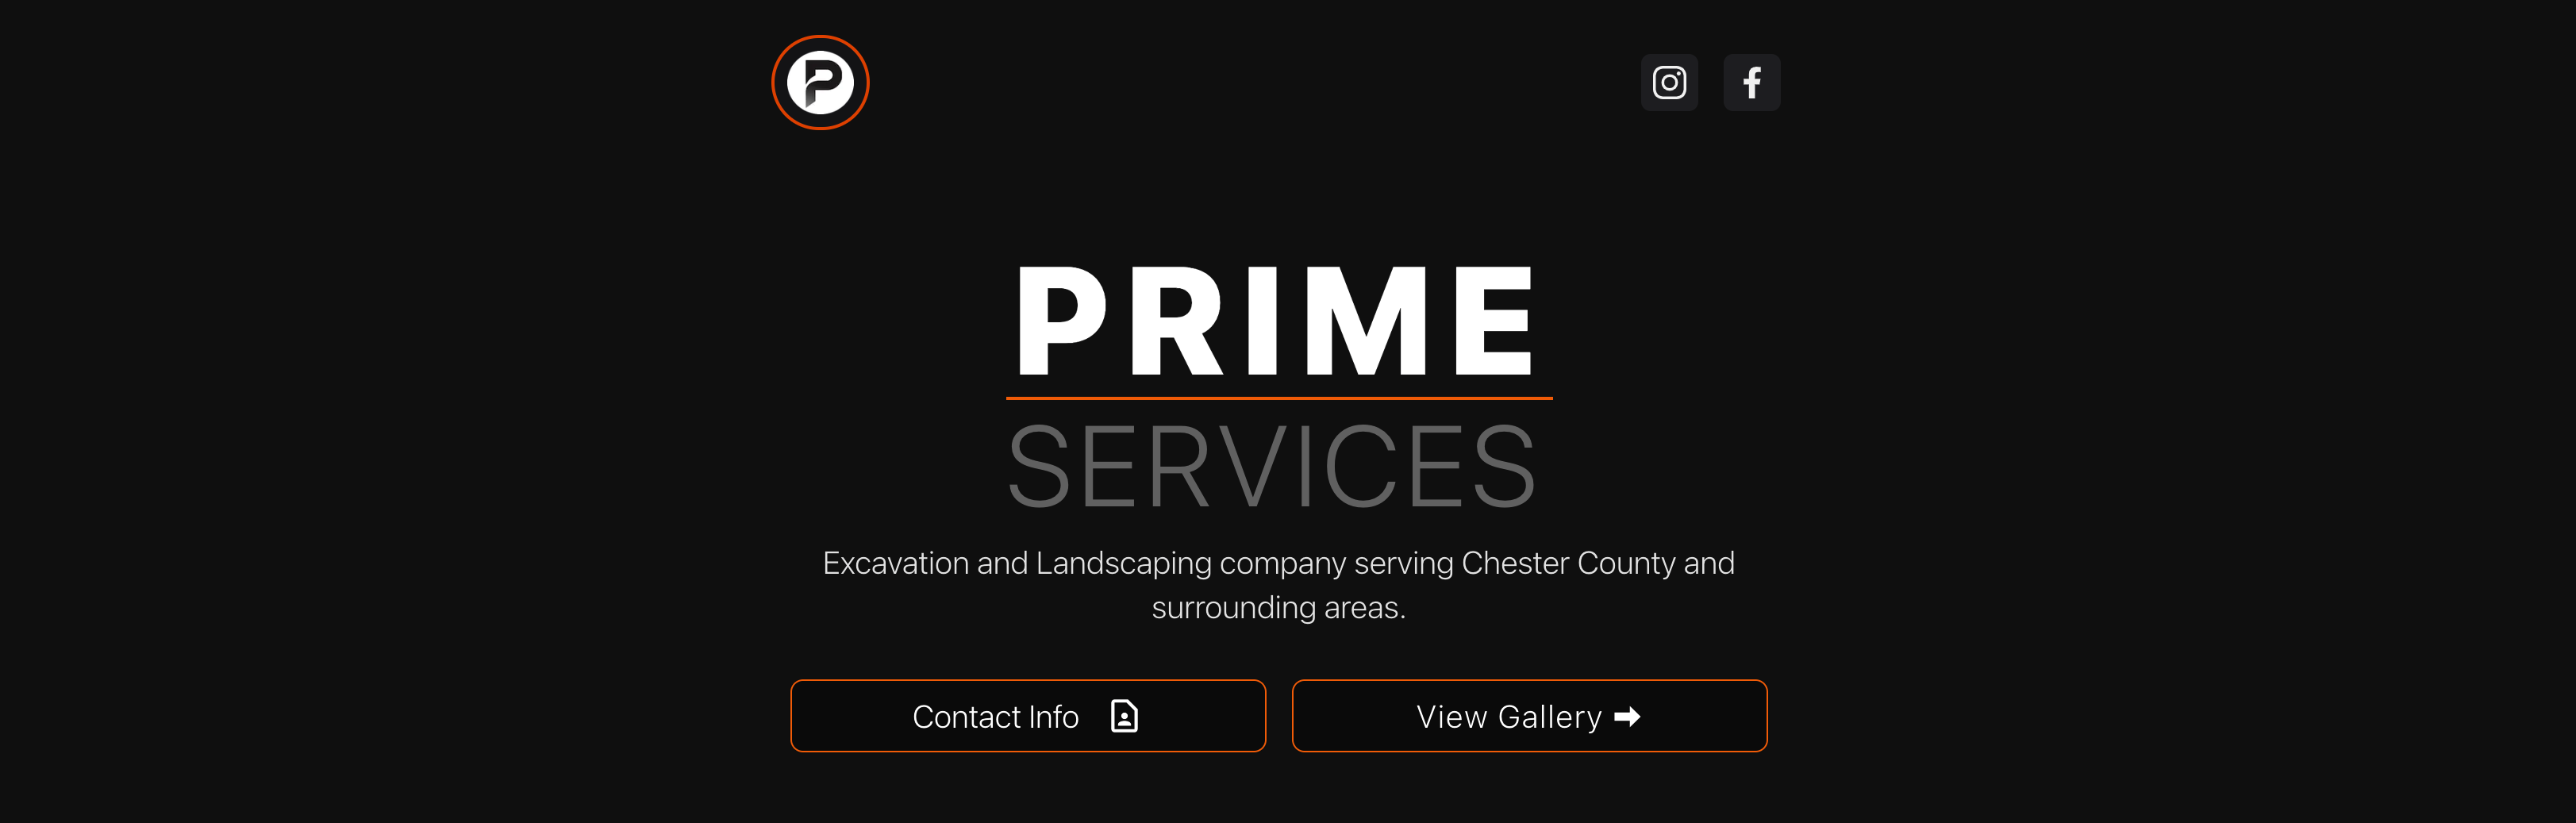 P
PRIME
SERVICES
Excavation and Landscaping company serving Chester County and
surrounding areas.
Contact Info
View Gallery